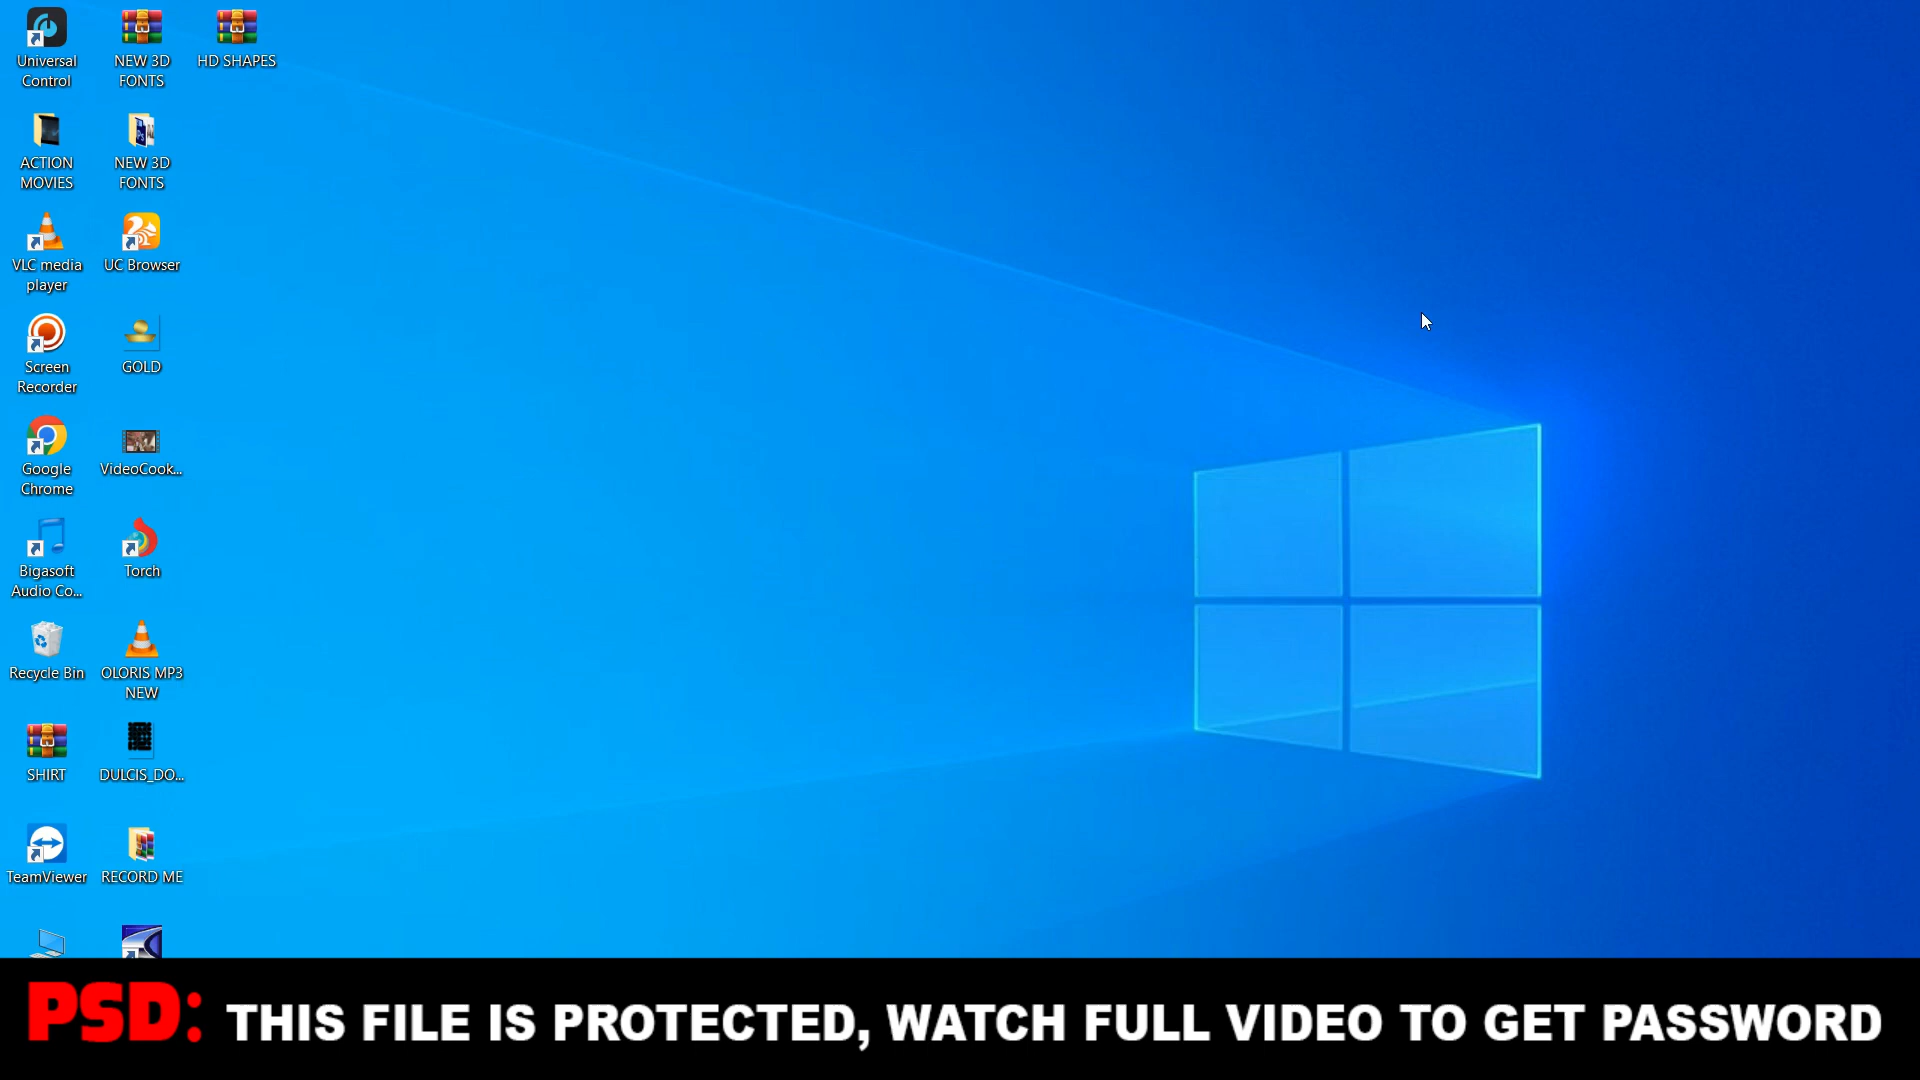 Universal
Control
NEW 3D
FONTS
HD SHAPES
ACTION
MOVIES
NEW 3D
FONTS
VLC media
player
UC Browser
Screen
Recorder
GOLD
Google
Chrome
VideoCook...
Bigasoft
Audio Co...
Torch
Recycle Bin
OLORIS MP3
NEW
SHIRT
DULCIS_DO...
TeamViewer
RECORD ME
PSD: THIS FILE IS PROTECTED, WATCH FULL VIDEO TO GET PASSWORD